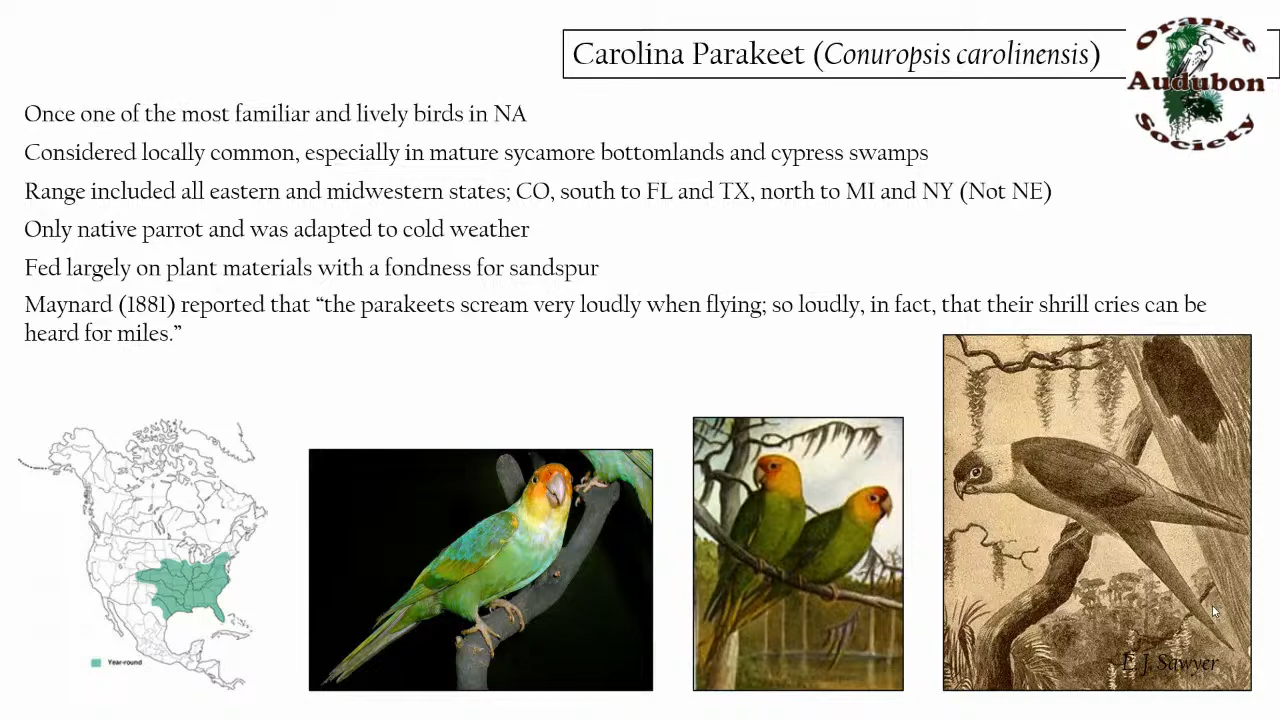 Carolina Parakeet (Conuropsis carolinensis)
Orange
Audubon
Society
Once one of the most familiar and lively birds in NA
Considered locally common, especially in mature sycamore bottomlands and cypress swamps
Range included all eastern and midwestern states; CO, south to FL and TX, north to MI and NY (Not NE)
Only native parrot and was adapted to cold weather
Fed largely on plant materials with a fondness for sandspur
Maynard (1881) reported that “the parakeets scream very loudly when flying; so loudly, in fact, that their shrill cries can be
heard for miles.”
Year-round
E. J. Sawyer